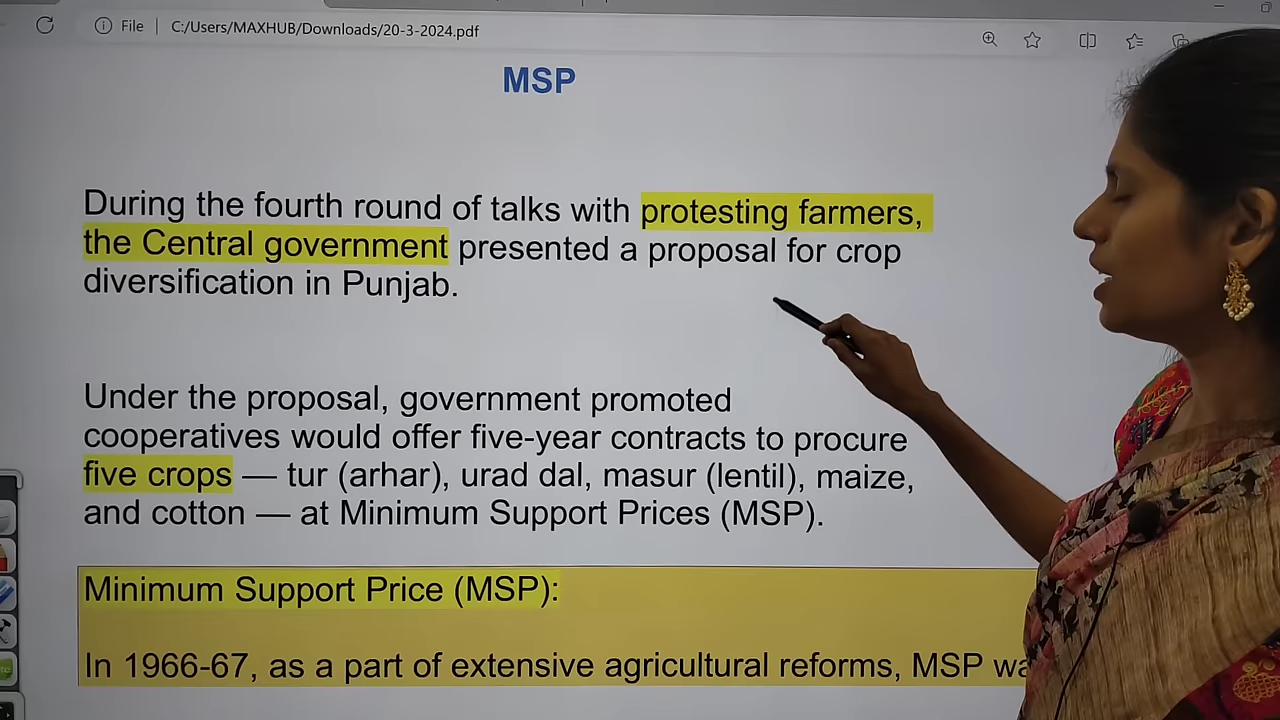 File
C:/Users/MAXHUB/Downloads/20-3-2024.pdf
MSP
During the fourth round of talks with protesting farmers,
the Central government presented a proposal for crop
diversification in Punjab.
Under the proposal, government promoted
cooperatives would offer five-year contracts to procure
five crops — tur (arhar), urad dal, masur (lentil), maize,
and cotton — at Minimum Support Prices (MSP).
Minimum Support Price (MSP):
In 1966-67, as a part of extensive agricultural reforms, MSP